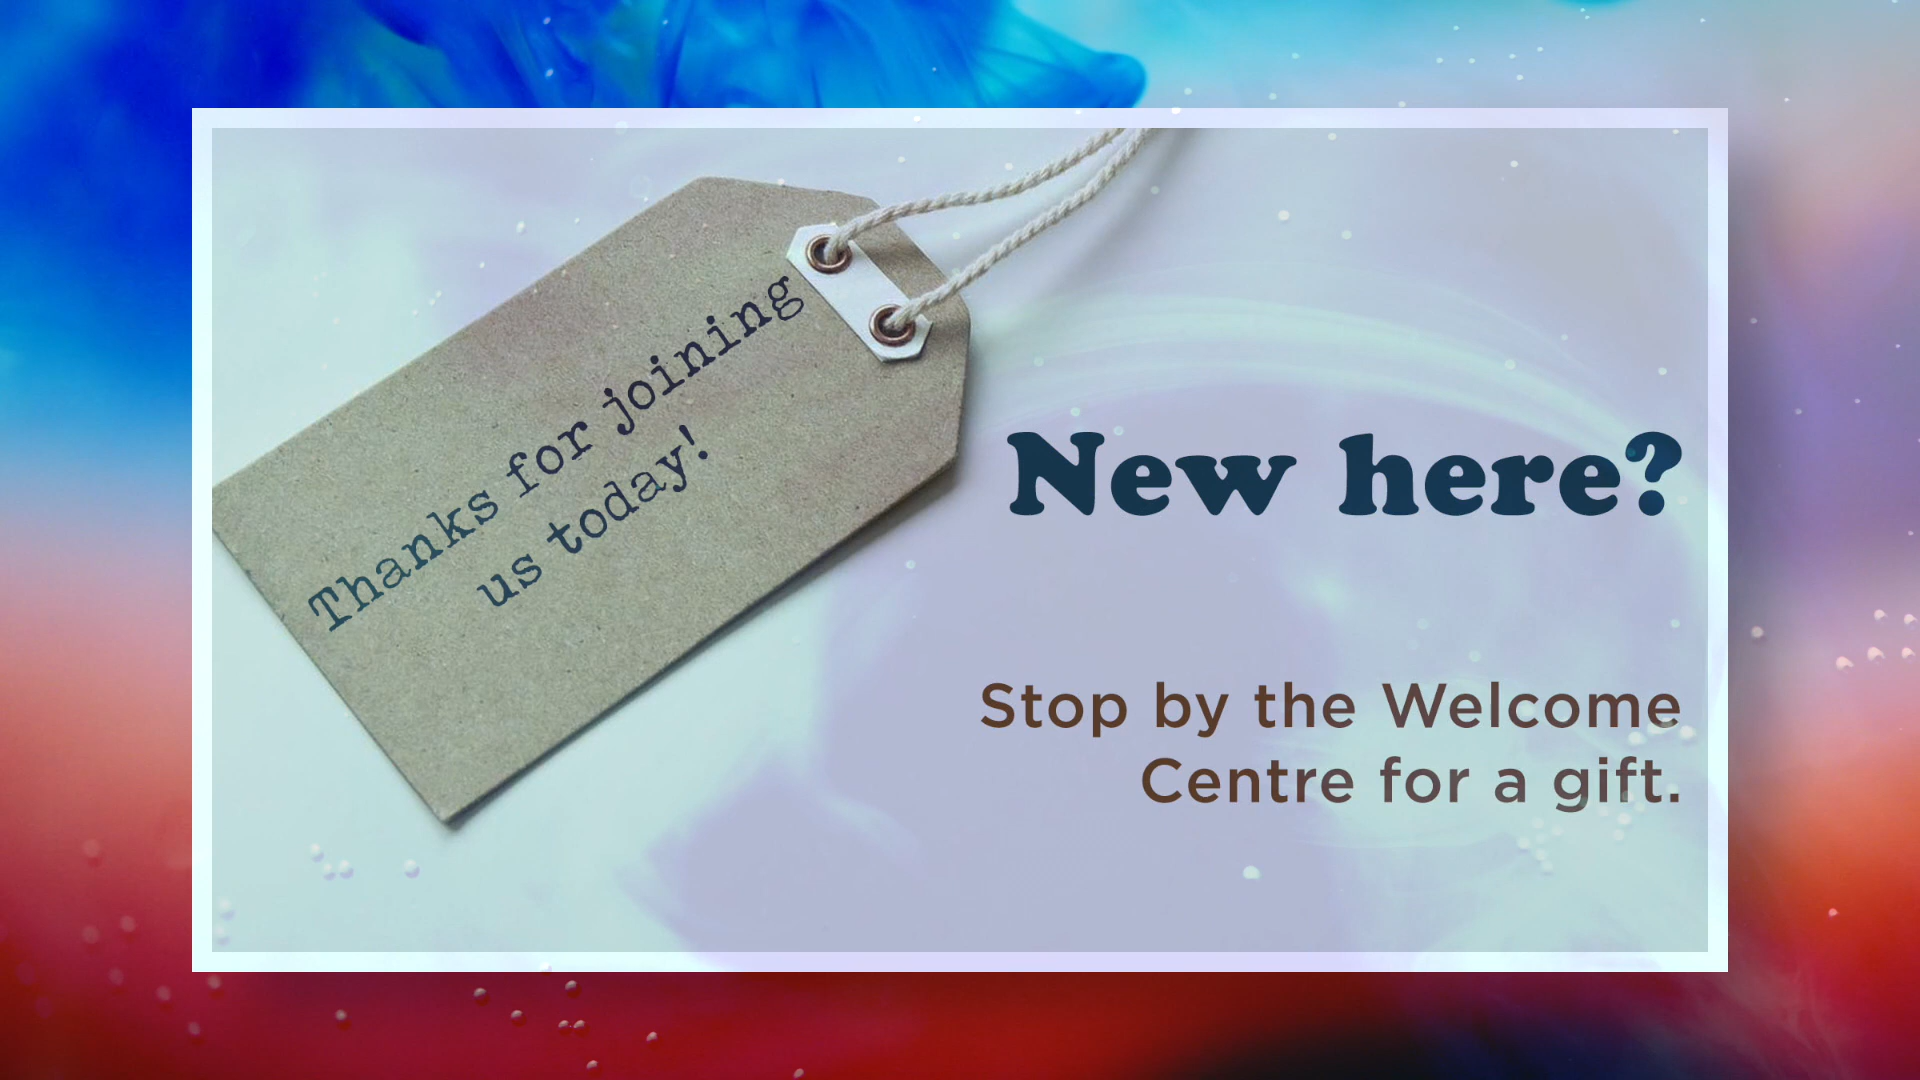 Thanks for joining
us today!
New here?
Stop by the Welcome
Centre for a gift.